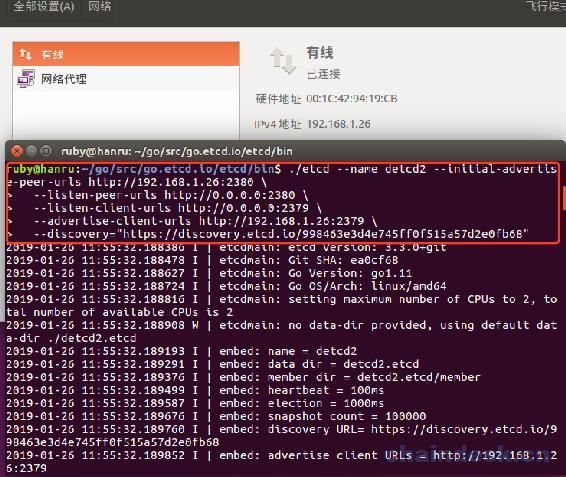 全部设置(A) 网络 飞行模式
有线
网络代理
有线
已连接
硬件地址 00:1C:42:94:19:CB
IPv4 地址 192.168.1.26
ruby@hanru: ~/go/src/go.etcd.io/etcd/bin
ruby@hanru:~/go/src/go.etcd.io/etcd/bin$ ./etcd --name detcd2 --initial-advertis
e-peer-urls http://192.168.1.26:2380 \
>   --listen-peer-urls http://0.0.0.0:2380 \
>   --listen-client-urls http://0.0.0.0:2379 \
>   --advertise-client-urls http://192.168.1.26:2379 \
>   --discovery="https://discovery.etcd.io/998463e3d4e745ff0f515a57d2e0fb68"
2019-01-26 11:55:32.188386 I | etcdmain: etcd Version: 3.3.0+git
2019-01-26 11:55:32.188478 I | etcdmain: Git SHA: ea0cf68
2019-01-26 11:55:32.188627 I | etcdmain: Go Version: go1.11
2019-01-26 11:55:32.188724 I | etcdmain: Go OS/Arch: linux/amd64
2019-01-26 11:55:32.188816 I | etcdmain: setting maximum number of CPUs to 2, to
tal number of available CPUs is 2
2019-01-26 11:55:32.188908 W | etcdmain: no data-dir provided, using default dat
a-dir ./detcd2.etcd
2019-01-26 11:55:32.189193 I | embed: name = detcd2
2019-01-26 11:55:32.189291 I | embed: data dir = detcd2.etcd
2019-01-26 11:55:32.189376 I | embed: member dir = detcd2.etcd/member
2019-01-26 11:55:32.189499 I | embed: heartbeat = 100ms
2019-01-26 11:55:32.189587 I | embed: election = 1000ms
2019-01-26 11:55:32.189676 I | embed: snapshot count = 100000
2019-01-26 11:55:32.189760 I | embed: discovery URL= https://discovery.etcd.io/9
98463e3d4e745ff0f515a57d2e0fb68
2019-01-26 11:55:32.189852 I | embed: advertise client URLs = http://192.168.1.2
6:2379
chaindesk.cn